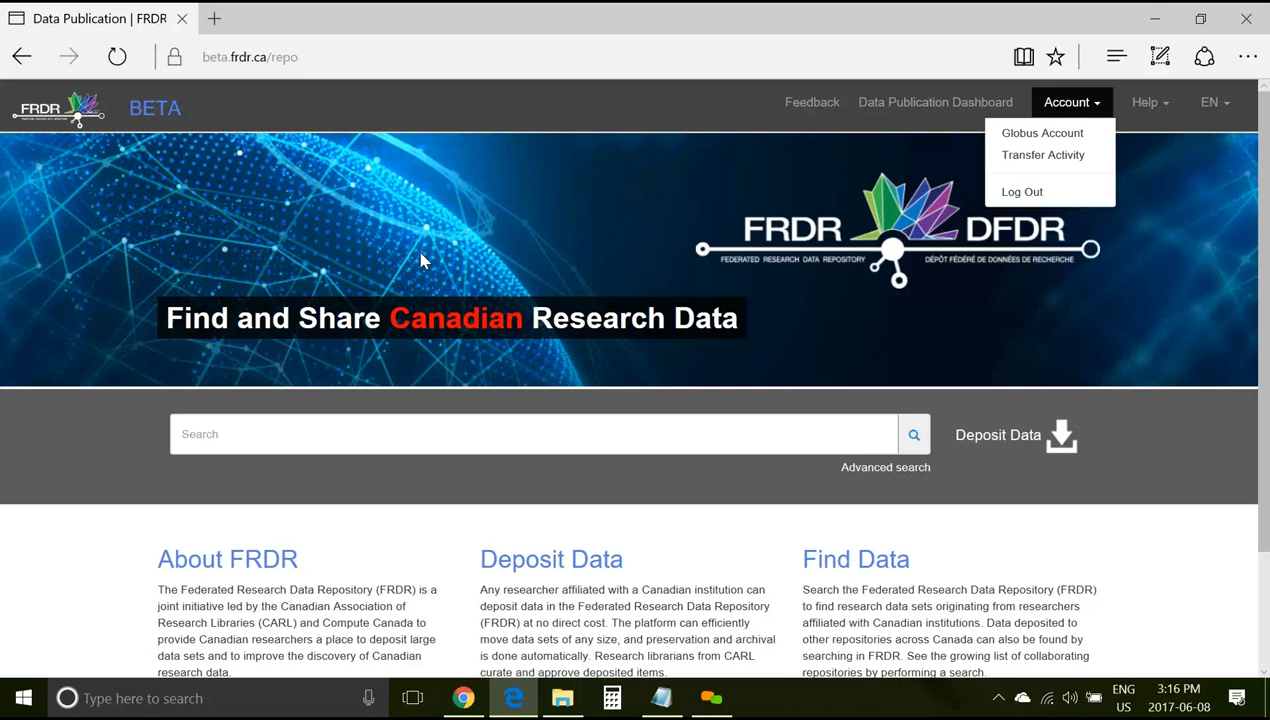 Data Publication | FRDR
beta.frdr.ca/repo
FRDR
BETA
Feedback
Data Publication Dashboard
Account
Help
EN
Globus Account
Transfer Activity
Log Out
FRDR DFDR
FEDERATED RESEARCH DATA REPOSITORY
DÉPÔT FÉDÉRÉ DE DONNÉES DE RECHERCHE
Find and Share Canadian Research Data
Search
Deposit Data
Advanced search
About FRDR
The Federated Research Data Repository (FRDR) is a
joint initiative led by the Canadian Association of
Research Libraries (CARL) and Compute Canada to
provide Canadian researchers a place to deposit large
data sets and to improve the discovery of Canadian
research data.
Deposit Data
Any researcher affiliated with a Canadian institution can
deposit data in the Federated Research Data Repository
(FRDR) at no direct cost. The platform can efficiently
move data sets of any size, and preservation and archival
is done automatically. Research librarians from CARL
curate and approve deposited items.
Find Data
Search the Federated Research Data Repository (FRDR)
to find research data sets originating from researchers
affiliated with Canadian institutions. Data deposited to
other repositories across Canada can also be found by
searching in FRDR. See the growing list of collaborating
repositories by performing a search.
Type here to search
ENG
US
3:16 PM
2017-06-08